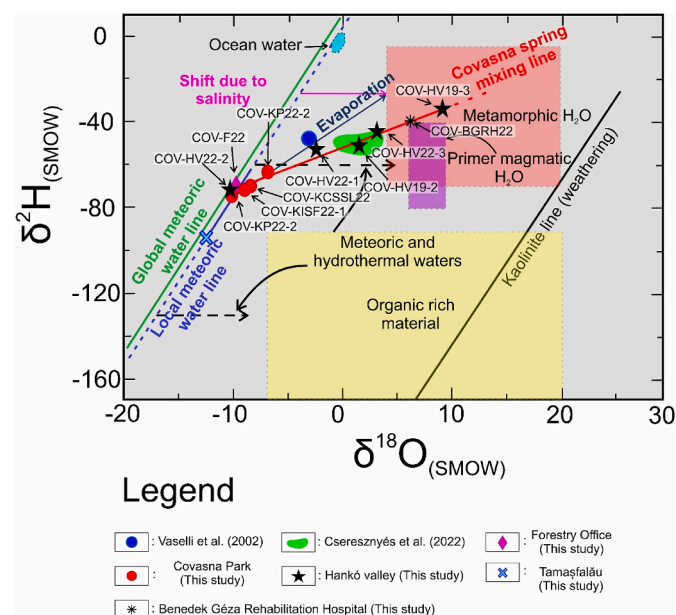 0
-40
-80
-120
-160
-20
-10
0
10
20
30
δ²H(SMOW)
δ¹⁸O(SMOW)
Ocean water
Shift due to
salinity
Evaporation
Covasna spring
mixing line
COV-HV19-3
COV-KP22-2
Metamorphic H₂O
COV-F22
COV-BGRH22
COV-HV22-2
COV-HV22-3
Primer magmatic
H₂O
COV-HV22-1
COV-HV19-2
COV-KCSSL22
COV-KISF22-1
COV-KP22-2
Global meteoric
water line
Local meteoric
water line
Meteoric and
hydrothermal waters
Organic rich
material
Kaolinite line (weathering)
Legend
: Vaselli et al. (2002)
: Cseresznyés et al. (2022)
: Forestry Office
(This study)
: Covasna Park
(This study)
: Hankó valley (This study)
: Tamașfalău
(This study)
: Benedek Géza Rehabilitation Hospital (This study)